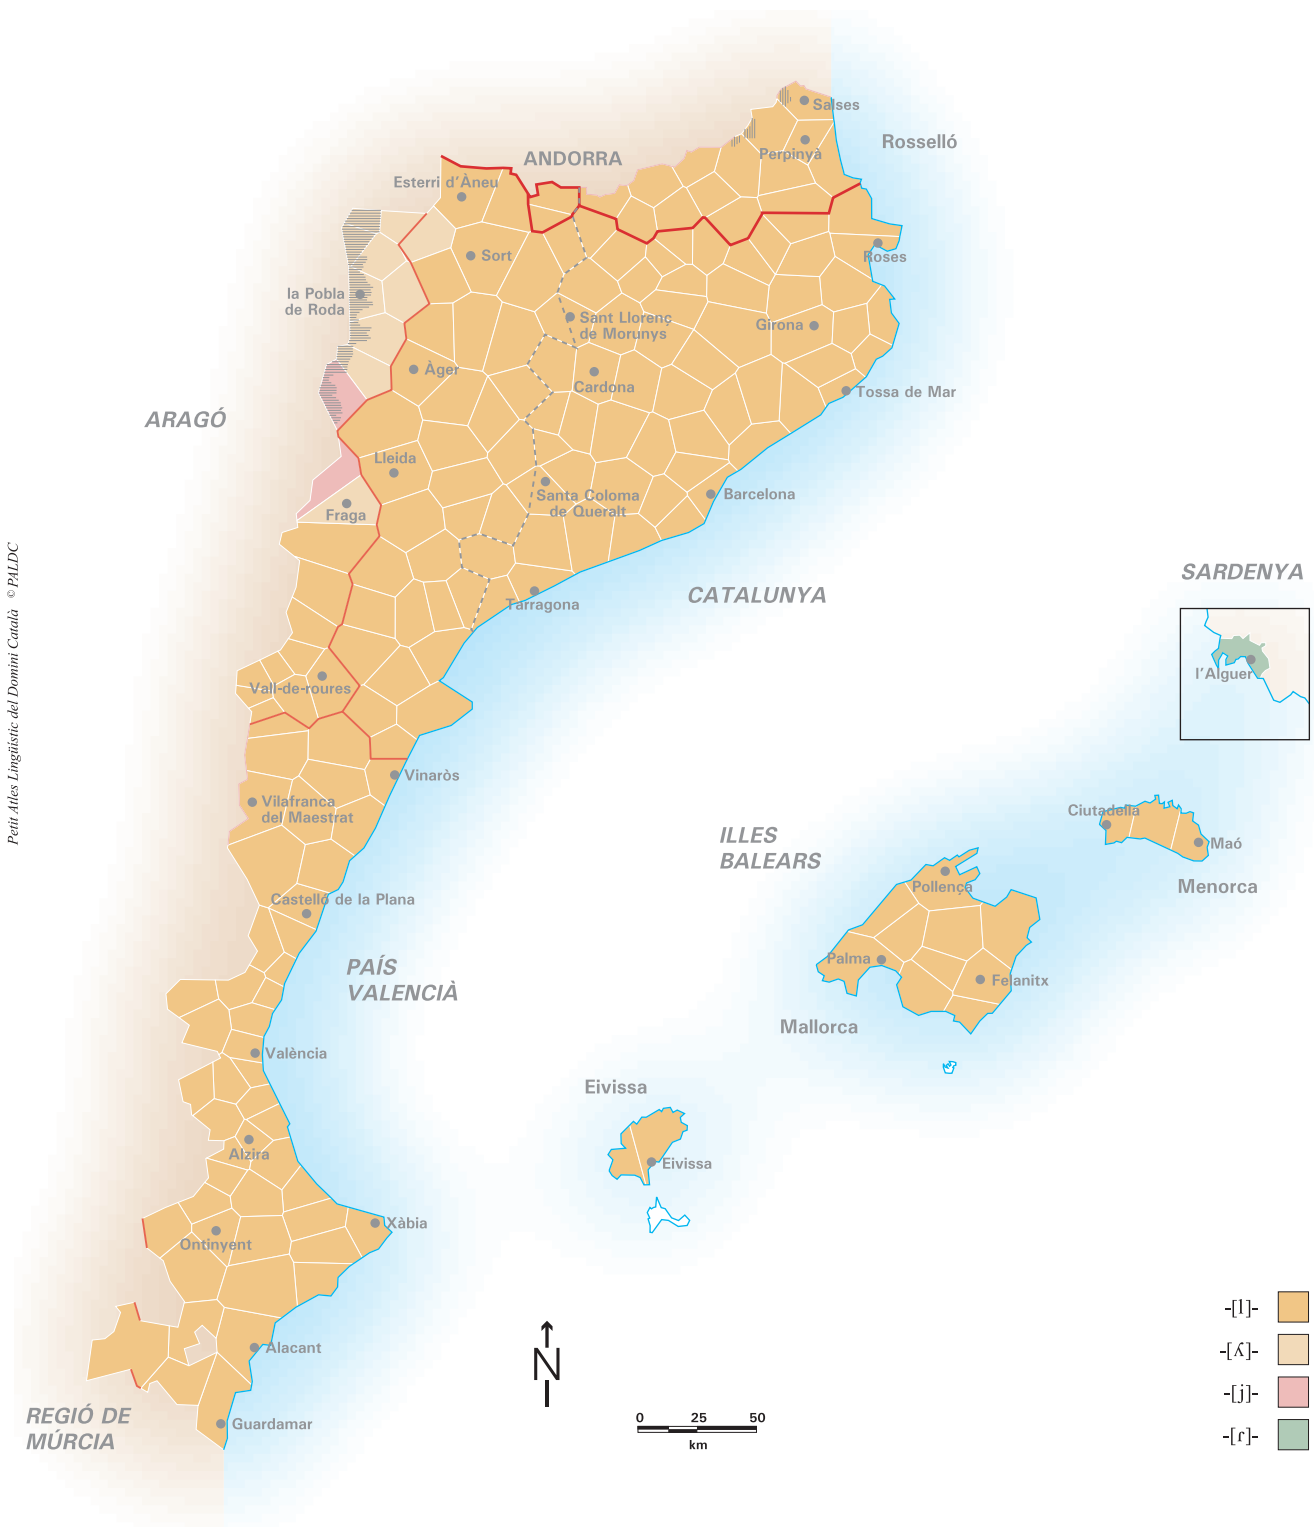 Salses
Rosselló
Perpinyà
ANDORRA
Esterri d'Àneu
Sort
Roses
la Pobla
de Roda
Sant Llorenç
de Morunys
Girona
Àger
Cardona
Tossa de Mar
ARAGÓ
Lleida
Santa Coloma
de Queralt
Barcelona
Fraga
Petit Atles Lingüístic del Domini Català © PALDC
SARDENYA
CATALUNYA
Tarragona
l'Alguer
Vall-de-roures
Vinaròs
Vilafranca
del Maestrat
Ciutadella
ILLES
BALEARS
Maó
Menorca
Pollença
Castelló de la Plana
PAÍS
VALENCIÀ
Palma
Felanitx
Mallorca
València
Eivissa
Alzira
Eivissa
Xàbia
Ontinyent
-[l]-
Alacant
-[ʎ]-
N
-[j]-
REGIÓ DE
MÚRCIA
Guardamar
0 25 50
km
-[ɾ]-